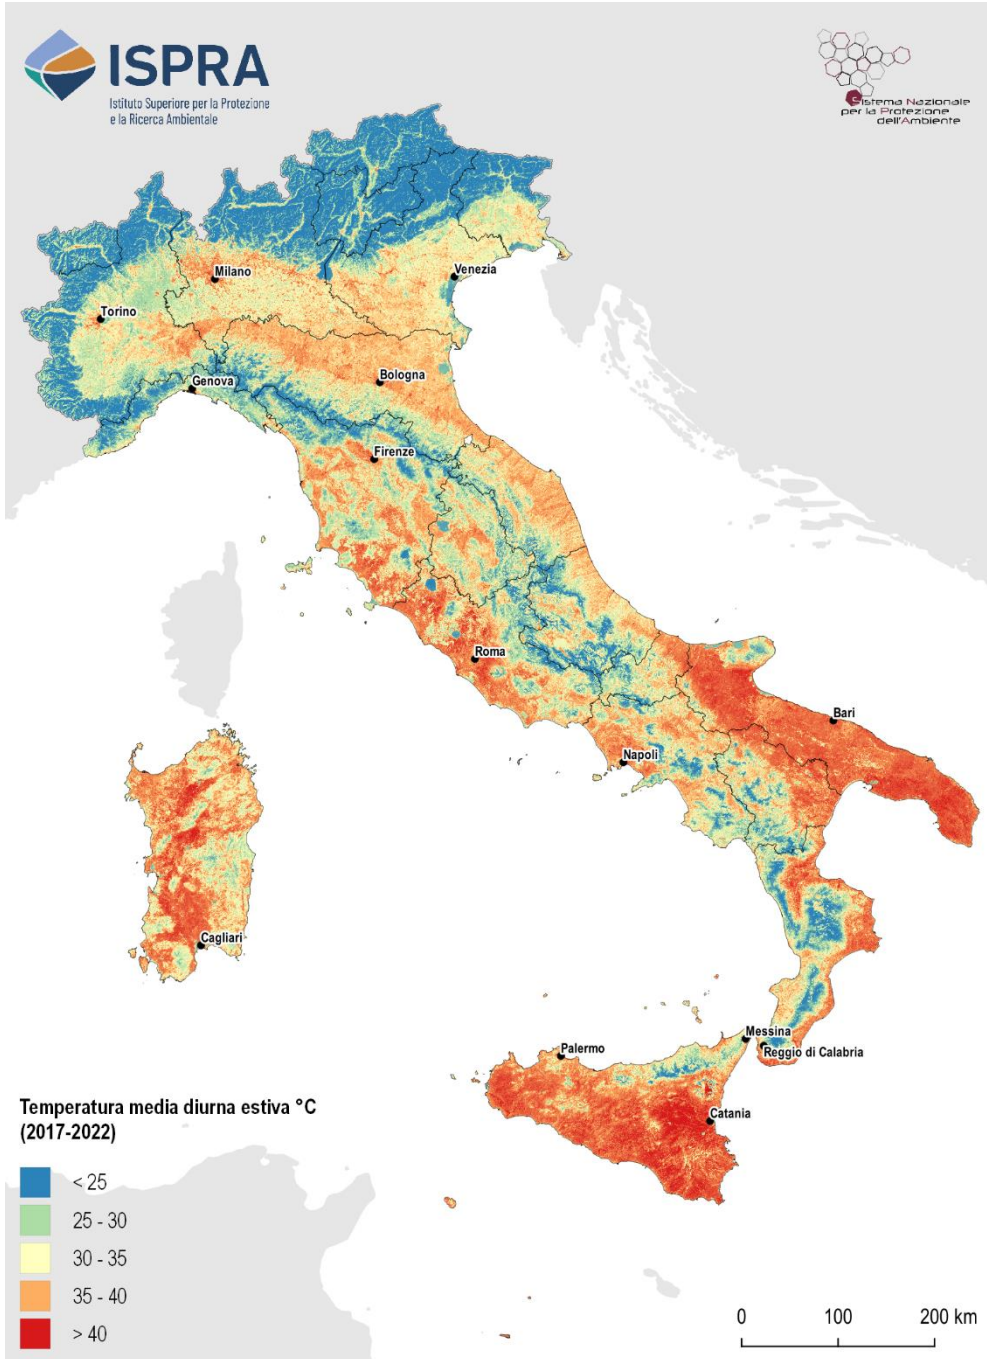 ISPRA
Istituto Superiore per la Protezione
e la Ricerca Ambientale
Sistema Nazionale
per la Protezione
dell'Ambiente
Milano
Venezia
Torino
Genova
Bologna
Firenze
Roma
Bari
Napoli
Cagliari
Messina
Palermo
Reggio di Calabria
Catania
Temperatura media diurna estiva °C
(2017-2022)
< 25
25 - 30
30 - 35
35 - 40
> 40
0 100 200 km